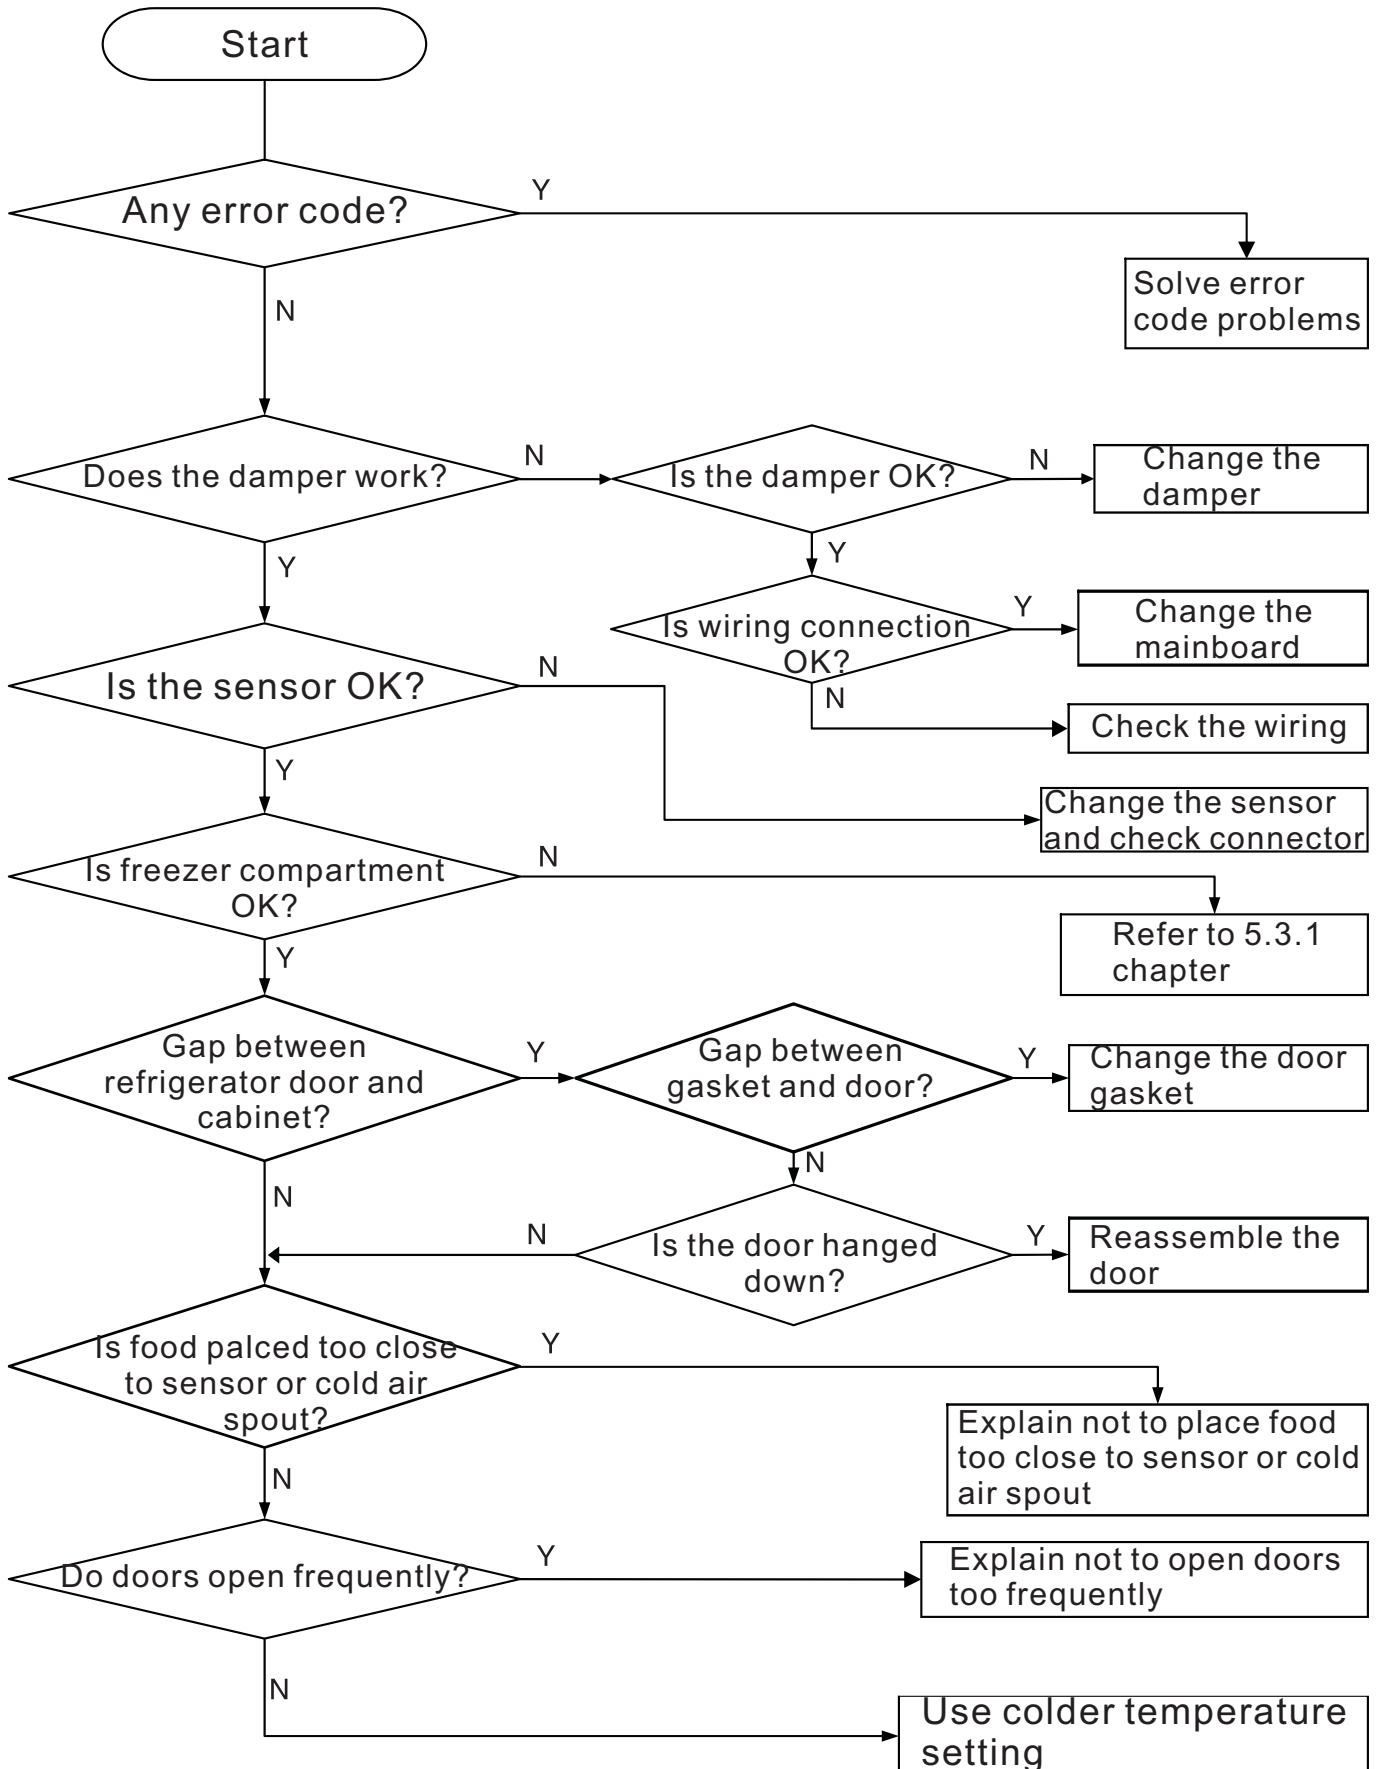 Start
Any error code?
Y
Solve error
code problems
N
Does the damper work?
N
Is the damper OK?
N
Change the
damper
Y
Y
Is wiring connection
OK?
Y
Change the
mainboard
N
Check the wiring
Is the sensor OK?
N
Change the sensor
and check connector
Y
Is freezer compartment
OK?
N
Refer to 5.3.1
chapter
Y
Gap between
refrigerator door and
cabinet?
Y
Gap between
gasket and door?
Y
Change the door
gasket
N
N
Is the door hanged
down?
N
Y
Reassemble the
door
Is food palced too close
to sensor or cold air
spout?
Y
Explain not to place food
too close to sensor or cold
air spout
N
Do doors open frequently?
Y
Explain not to open doors
too frequently
N
Use colder temperature
setting